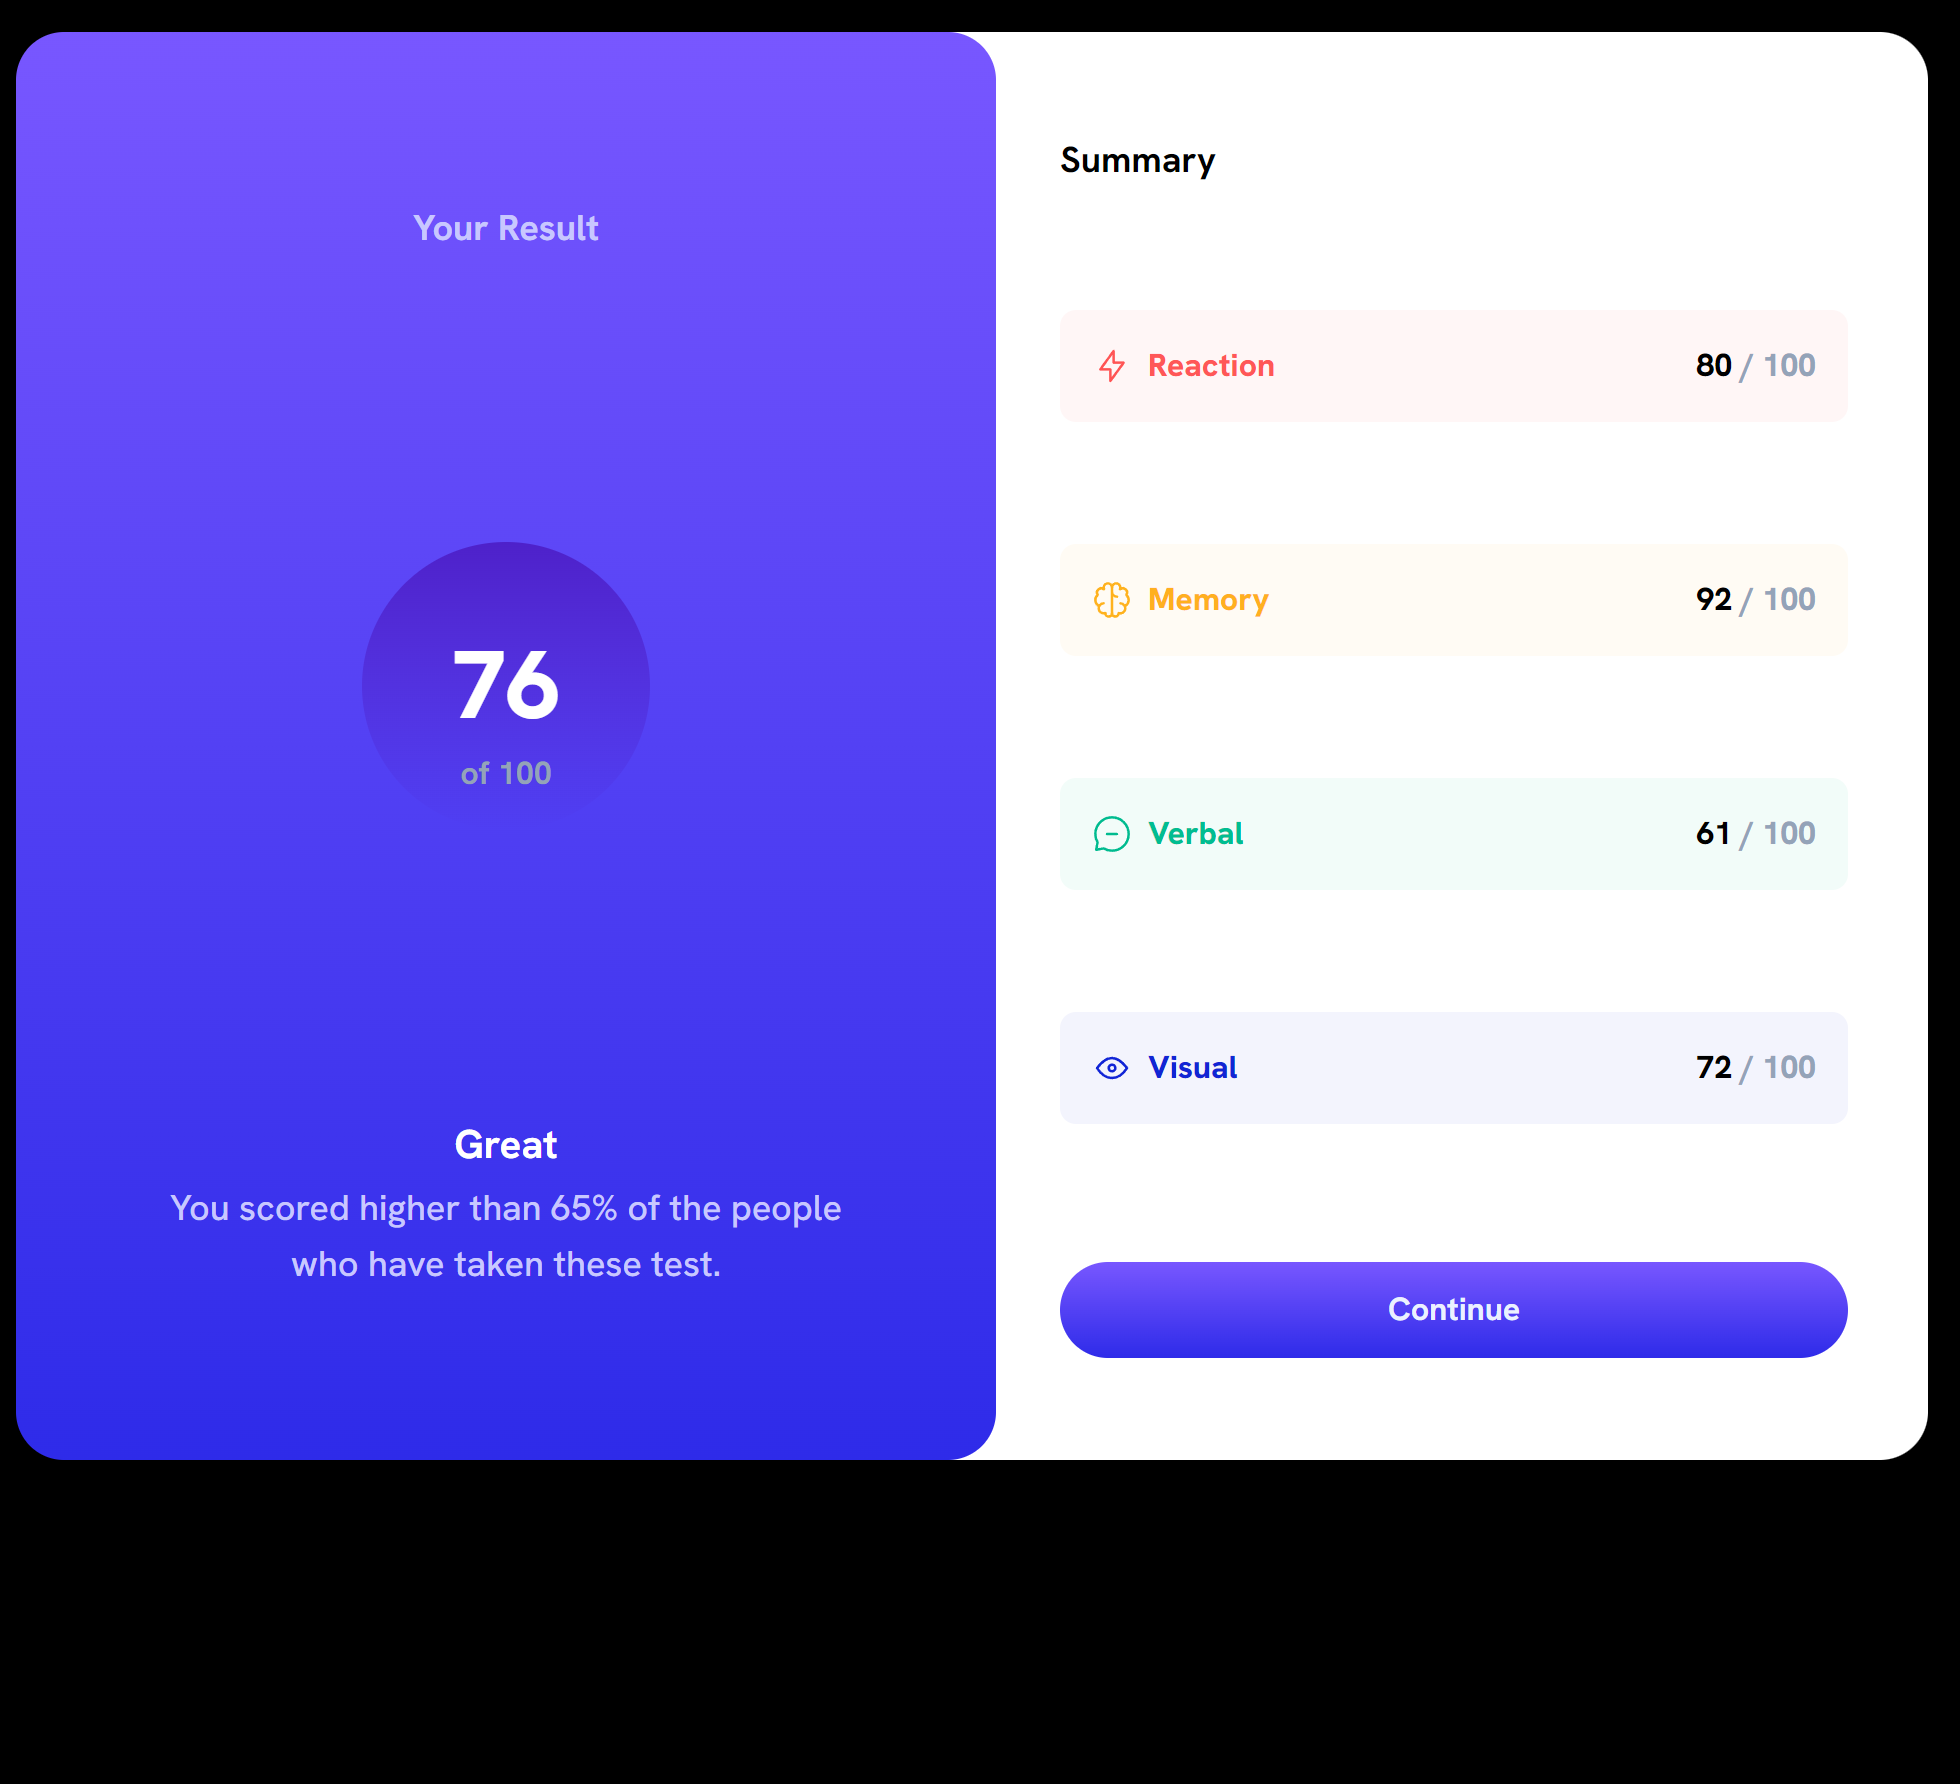 Your Result
76
of 100
Great
You scored higher than 65% of the people
who have taken these test.
Summary
Reaction 80 / 100
Memory 92 / 100
Verbal 61 / 100
Visual 72 / 100
Continue